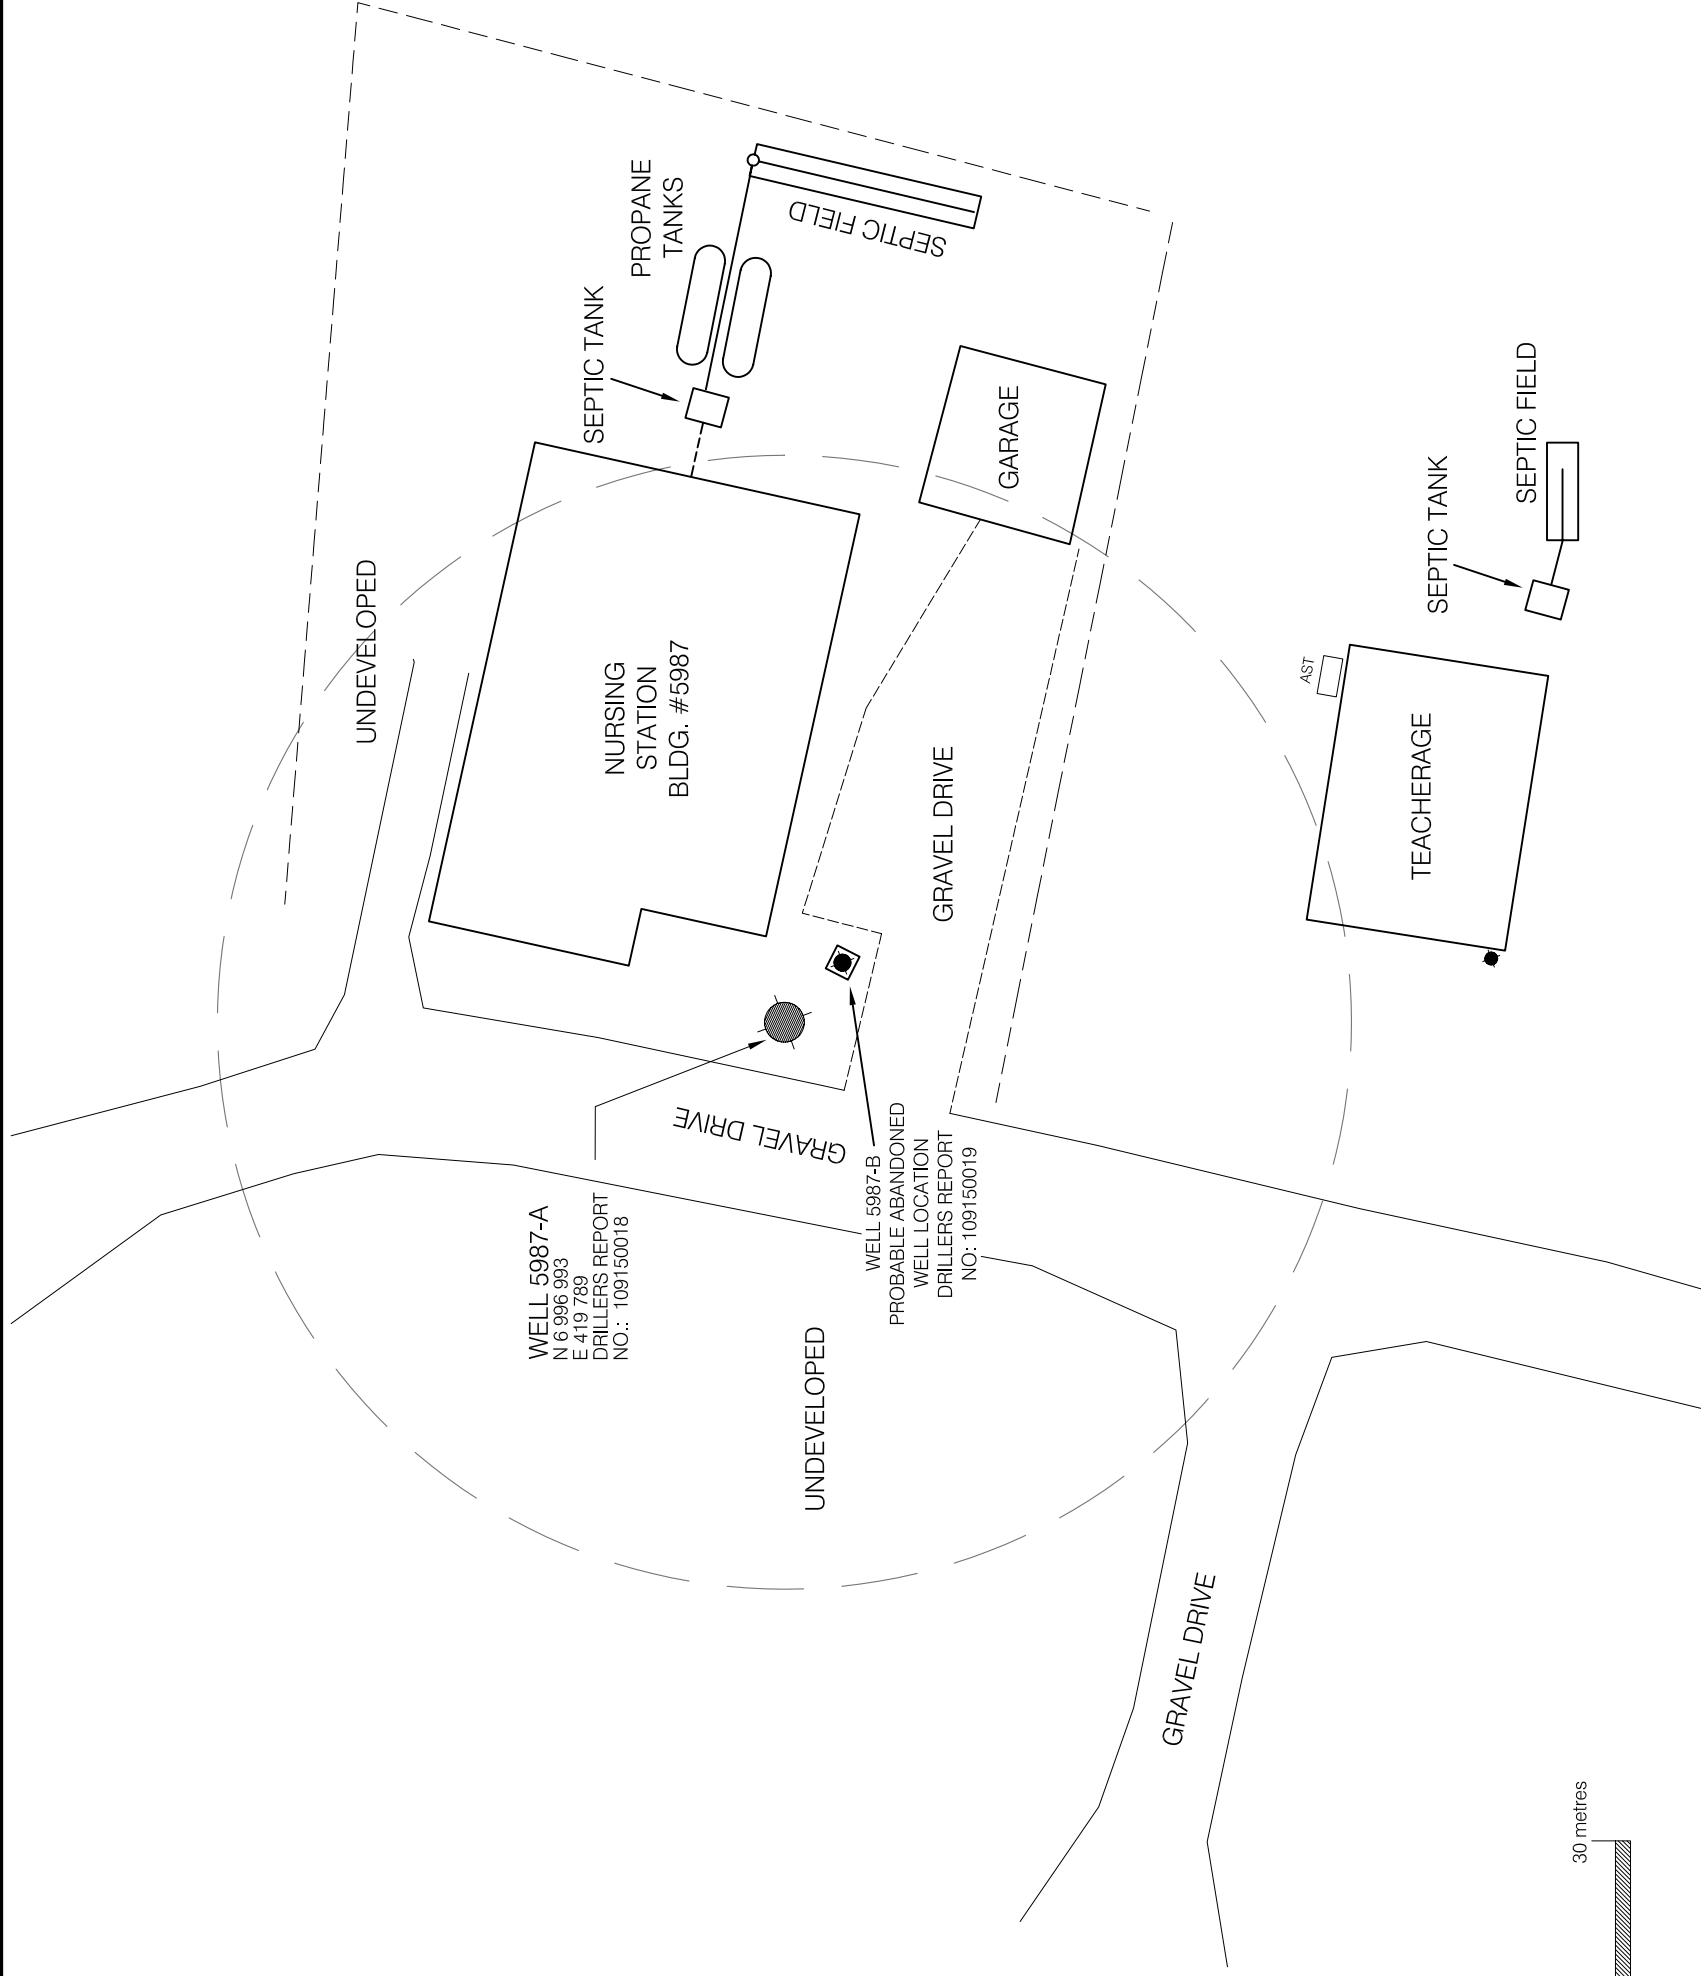 PROPANE
TANKS
SEPTIC FIELD
SEPTIC TANK
UNDEVELOPED
NURSING
STATION
BLDG. #5987
GARAGE
GRAVEL DRIVE
SEPTIC FIELD
SEPTIC TANK
AST
TEACHERAGE
GRAVEL DRIVE
WELL 5987-A
N 6 996 993
E 419 789
DRILLERS REPORT
NO.: 109150018
WELL 5987-B
PROBABLE ABANDONED
WELL LOCATION
DRILLERS REPORT
NO: 109150019
UNDEVELOPED
GRAVEL DRIVE
30 metres